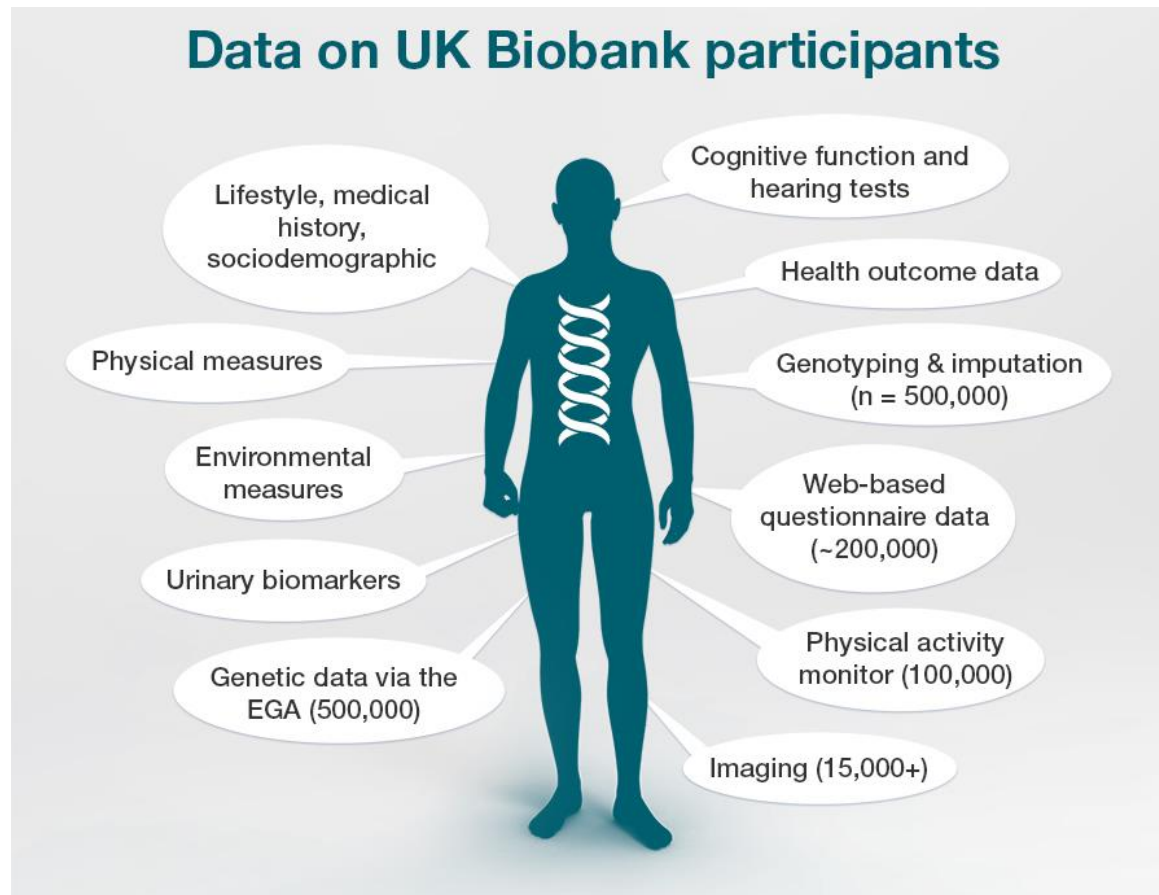 Data on UK Biobank participants
Lifestyle, medical
history,
sociodemographic
Physical measures
Environmental
measures
Urinary biomarkers
Genetic data via the
EGA (500,000)
Cognitive function and
hearing tests
Health outcome data
Genotyping & imputation
(n = 500,000)
Web-based
questionnaire data
(~200,000)
Physical activity
monitor (100,000)
Imaging (15,000+)